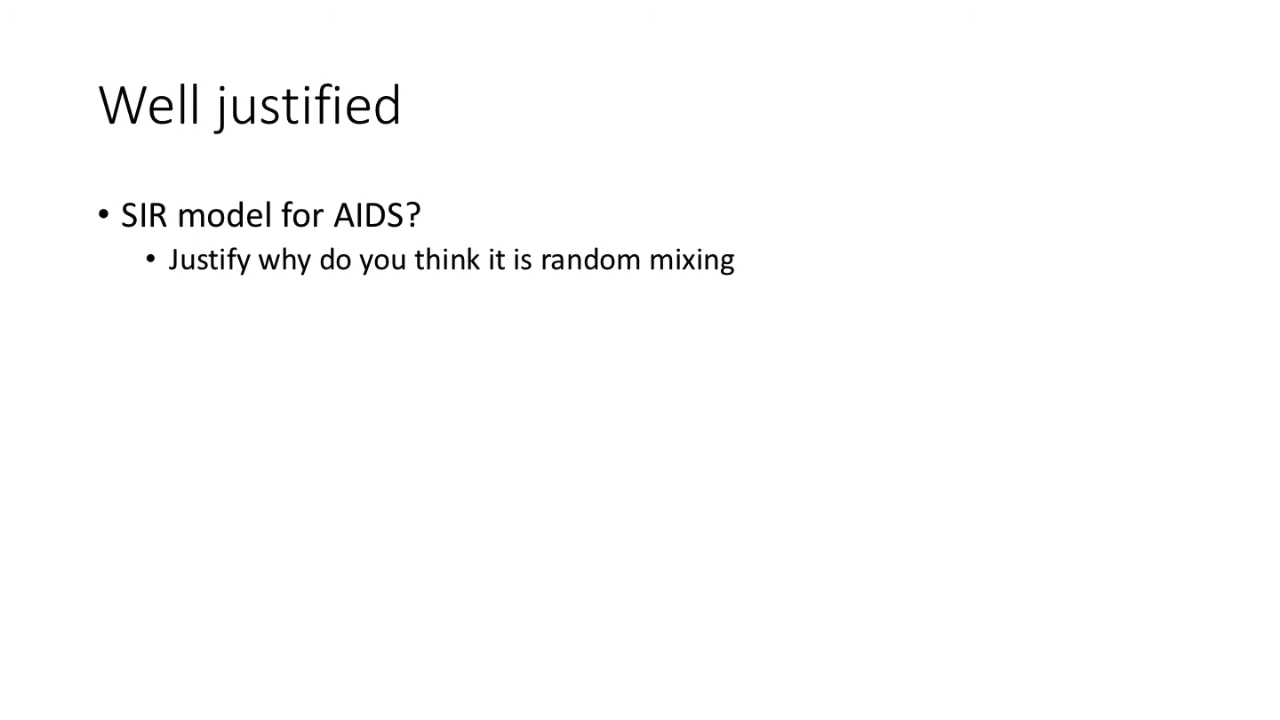 Well justified
• SIR model for AIDS?
• Justify why do you think it is random mixing